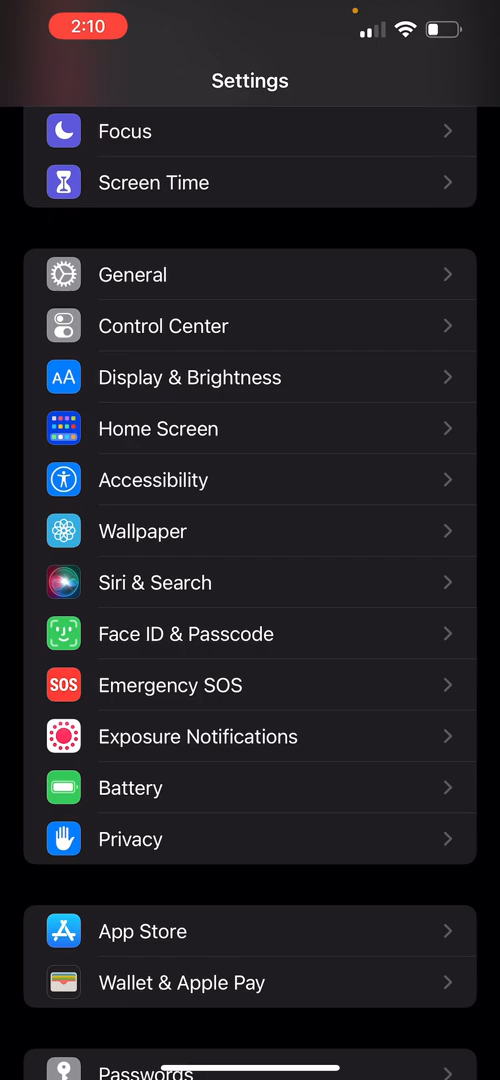 2:10
Settings
Focus
Screen Time
General
Control Center
AA Display & Brightness
Home Screen
Accessibility
Wallpaper
Siri & Search
Face ID & Passcode
SOS Emergency SOS
Exposure Notifications
Battery
Privacy
App Store
Wallet & Apple Pay
Passwords